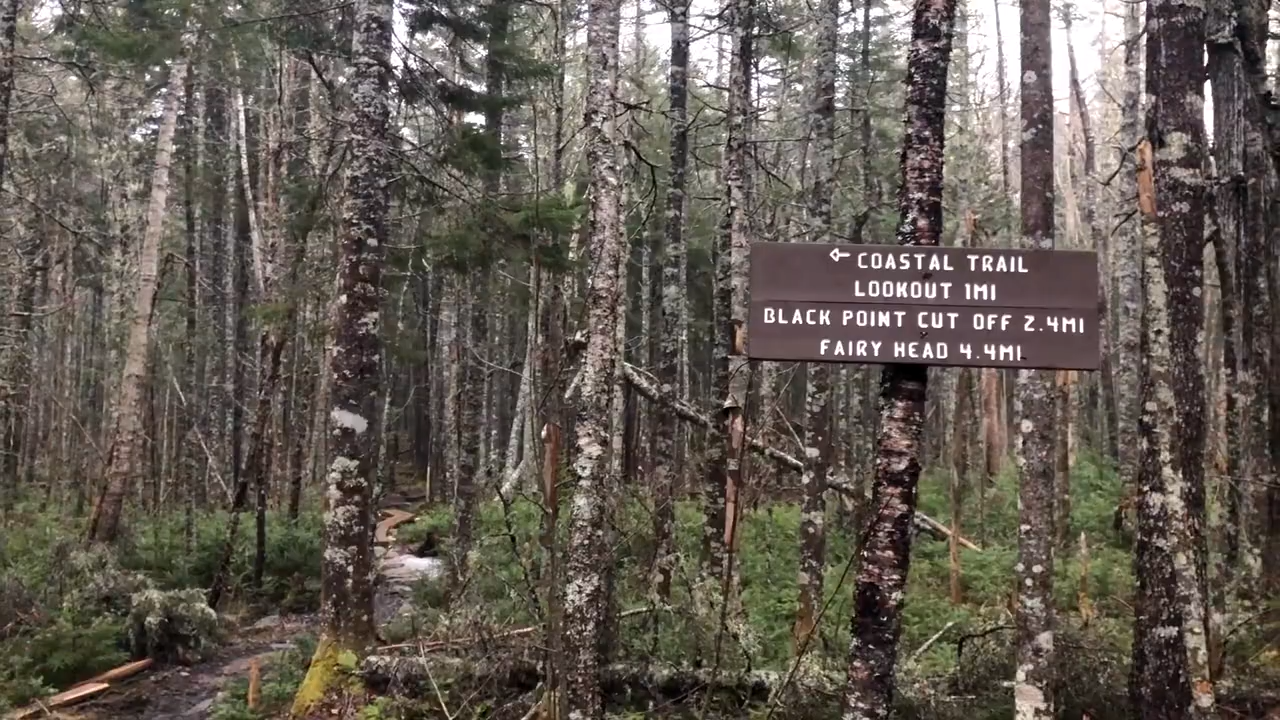 ← COASTAL TRAIL
LOOKOUT 1MI
BLACK POINT CUT OFF 2.4MI
FAIRY HEAD 4.4MI